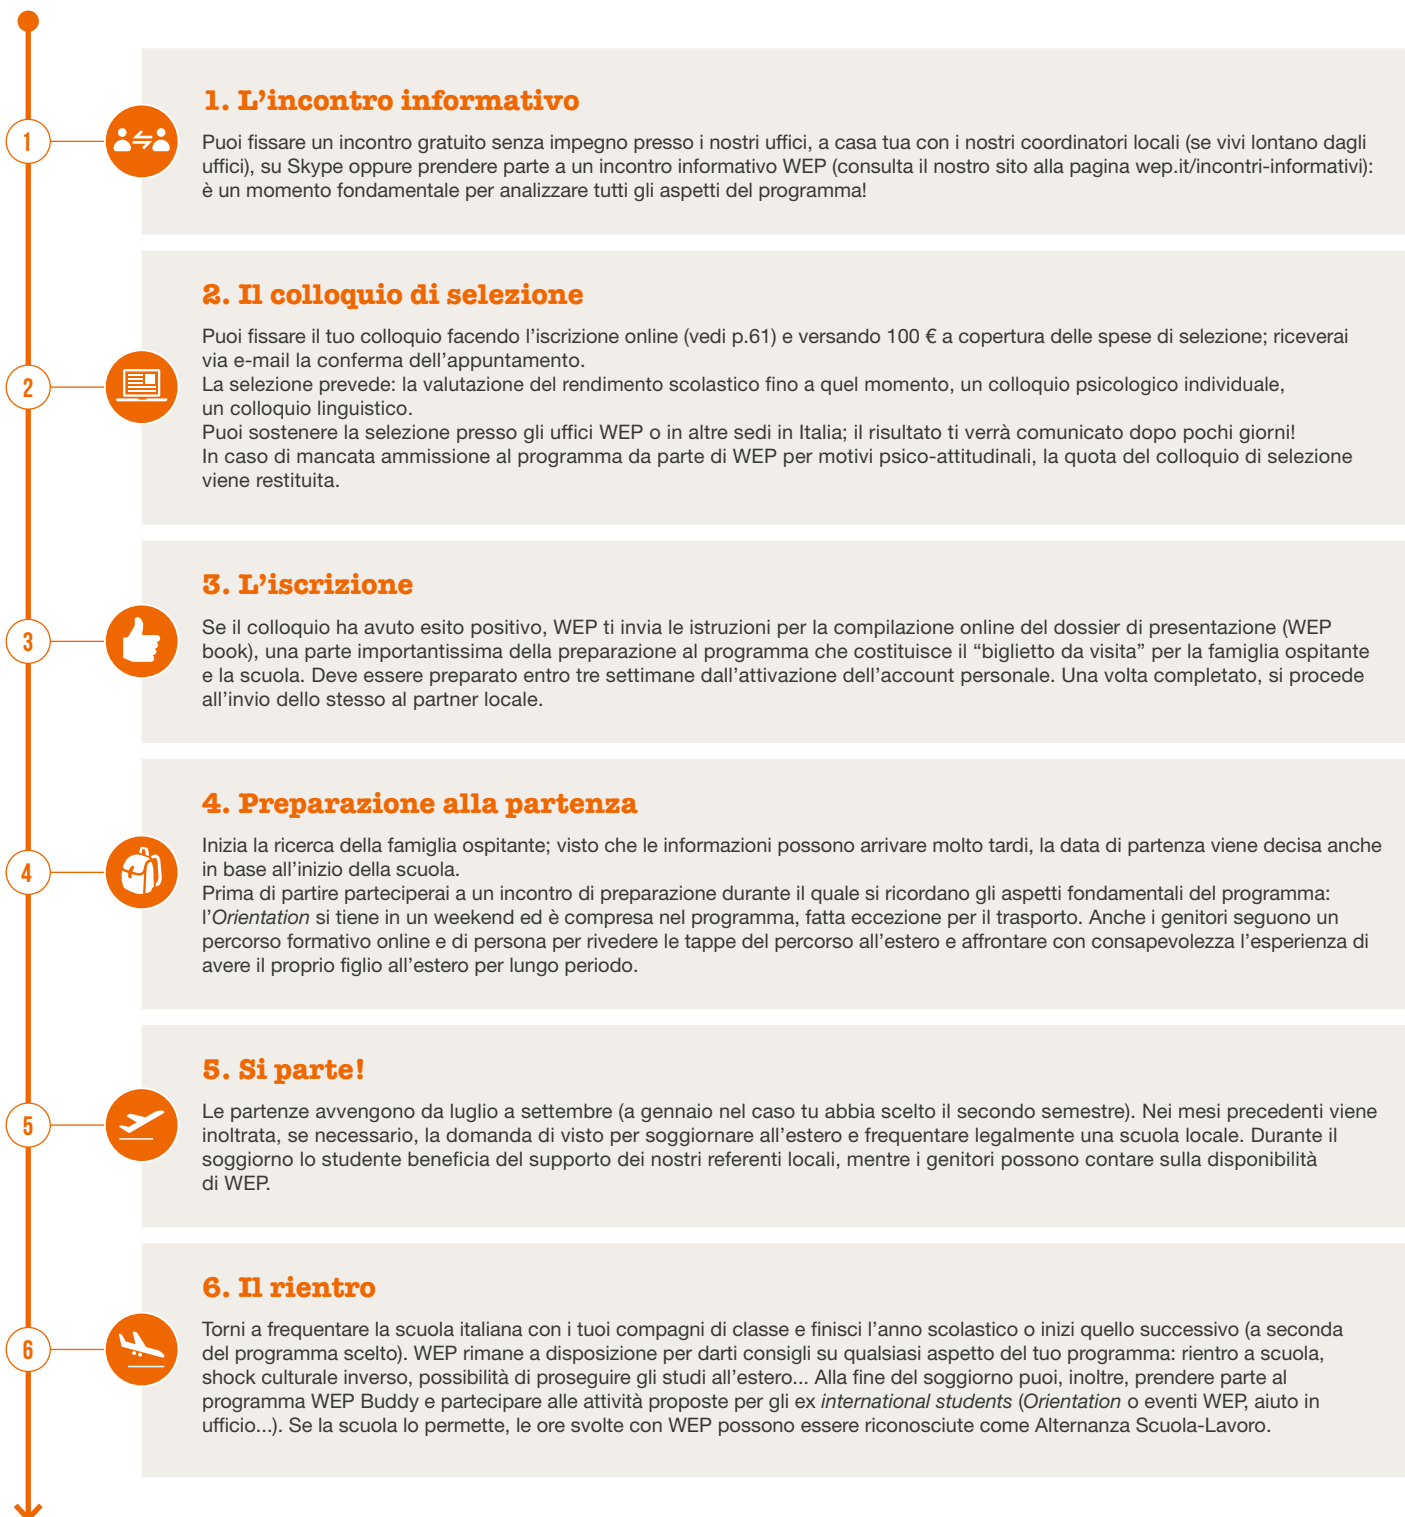 1. L'incontro informativo
1
Puoi fissare un incontro gratuito senza impegno presso i nostri uffici, a casa tua con i nostri coordinatori locali (se vivi lontano dagli
uffici), su Skype oppure prendere parte a un incontro informativo WEP (consulta il nostro sito alla pagina wep.it/incontri-informativi):
è un momento fondamentale per analizzare tutti gli aspetti del programma!
2. Il colloquio di selezione
Puoi fissare il tuo colloquio facendo l'iscrizione online (vedi p.61) e versando 100 € a copertura delle spese di selezione; riceverai
via e-mail la conferma dell'appuntamento.
2
La selezione prevede: la valutazione del rendimento scolastico fino a quel momento, un colloquio psicologico individuale,
un colloquio linguistico.
Puoi sostenere la selezione presso gli uffici WEP o in altre sedi in Italia; il risultato ti verrà comunicato dopo pochi giorni!
In caso di mancata ammissione al programma da parte di WEP per motivi psico-attitudinali, la quota del colloquio di selezione
viene restituita.
3. L'iscrizione
3
Se il colloquio ha avuto esito positivo, WEP ti invia le istruzioni per la compilazione online del dossier di presentazione (WEP
book), una parte importantissima della preparazione al programma che costituisce il “biglietto da visita” per la famiglia ospitante
e la scuola. Deve essere preparato entro tre settimane dall'attivazione dell'account personale. Una volta completato, si procede
all'invio dello stesso al partner locale.
4. Preparazione alla partenza
Inizia la ricerca della famiglia ospitante; visto che le informazioni possono arrivare molto tardi, la data di partenza viene decisa anche
in base all'inizio della scuola.
4
Prima di partire parteciperai a un incontro di preparazione durante il quale si ricordano gli aspetti fondamentali del programma:
l'Orientation si tiene in un weekend ed è compresa nel programma, fatta eccezione per il trasporto. Anche i genitori seguono un
percorso formativo online e di persona per rivedere le tappe del percorso all'estero e affrontare con consapevolezza l'esperienza di
avere il proprio figlio all'estero per lungo periodo.
5. Si parte!
5
Le partenze avvengono da luglio a settembre (a gennaio nel caso tu abbia scelto il secondo semestre). Nei mesi precedenti viene
inoltrata, se necessario, la domanda di visto per soggiornare all'estero e frequentare legalmente una scuola locale. Durante il
soggiorno lo studente beneficia del supporto dei nostri referenti locali, mentre i genitori possono contare sulla disponibilità
di WEP.
6. Il rientro
6
Torni a frequentare la scuola italiana con i tuoi compagni di classe e finisci l'anno scolastico o inizi quello successivo (a seconda
del programma scelto). WEP rimane a disposizione per darti consigli su qualsiasi aspetto del tuo programma: rientro a scuola,
shock culturale inverso, possibilità di proseguire gli studi all'estero... Alla fine del soggiorno puoi, inoltre, prendere parte al
programma WEP Buddy e partecipare alle attività proposte per gli ex international students (Orientation o eventi WEP, aiuto in
ufficio...). Se la scuola lo permette, le ore svolte con WEP possono essere riconosciute come Alternanza Scuola-Lavoro.